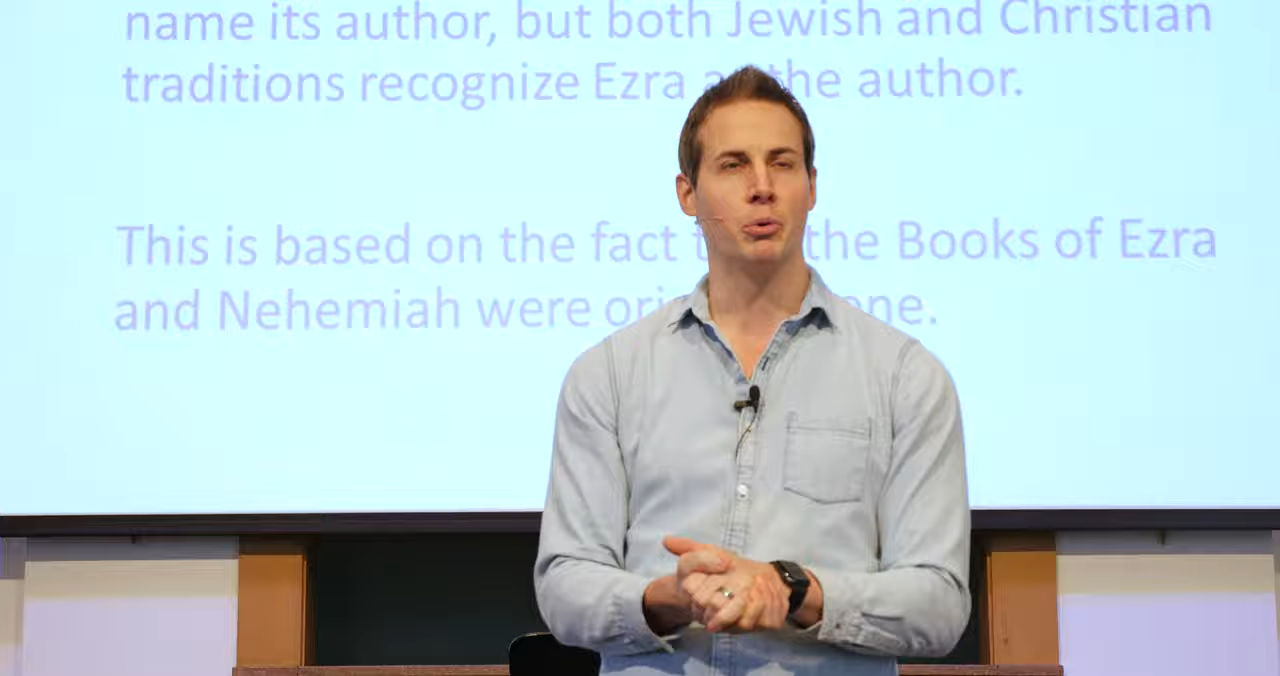 name its author, but both Jewish and Christian
traditions recognize Ezra the author.
This is based on the fact the Books of Ezra
and Nehemiah were